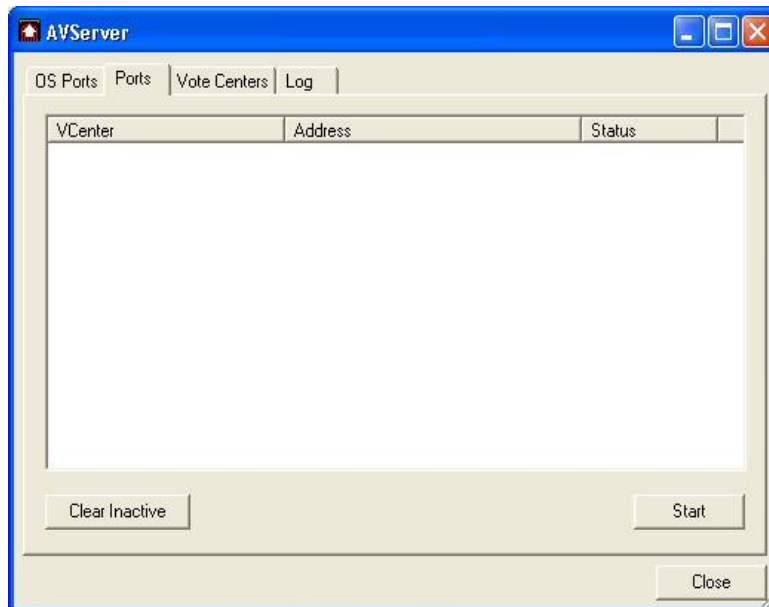 AVServer
OS Ports Ports Vote Centers Log
VCenter Address Status
Clear Inactive Start
Close